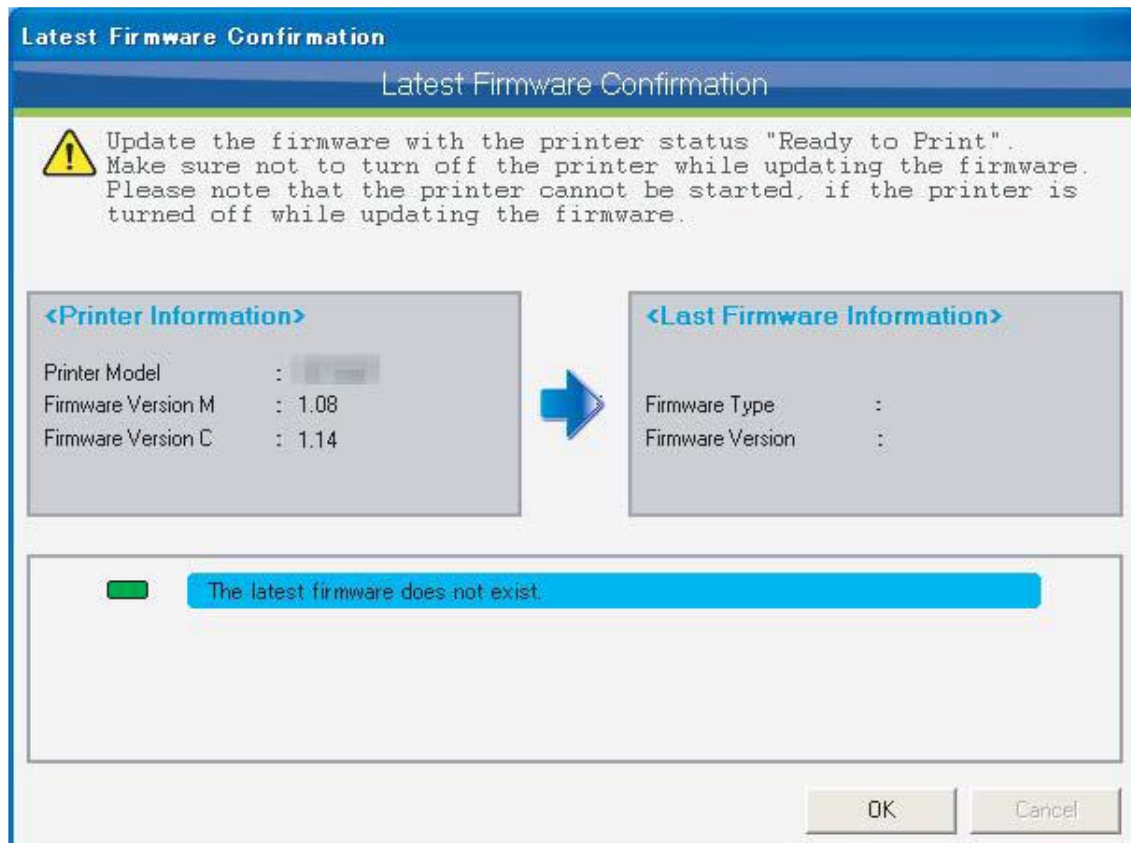 Latest Firmware Confirmation
Latest Firmware Confirmation
Update the firmware with the printer status "Ready to Print".
Make sure not to turn off the printer while updating the firmware.
Please note that the printer cannot be started, if the printer is
turned off while updating the firmware.
<Printer Information>
Printer Model :
Firmware Version M : 1.08
Firmware Version C : 1.14
<Last Firmware Information>
Firmware Type :
Firmware Version :
The latest firmware does not exist.
OK
Cancel